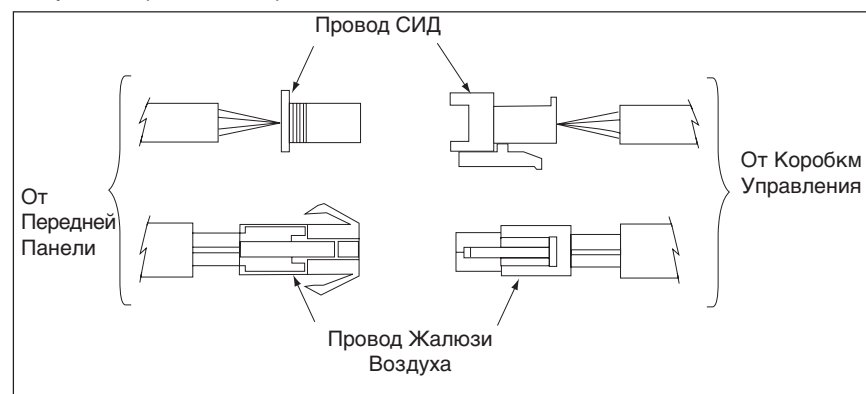 Провод СИД
От
Передней
Панели
От Коробкм
Управления
Провод Жалюзи
Воздуха